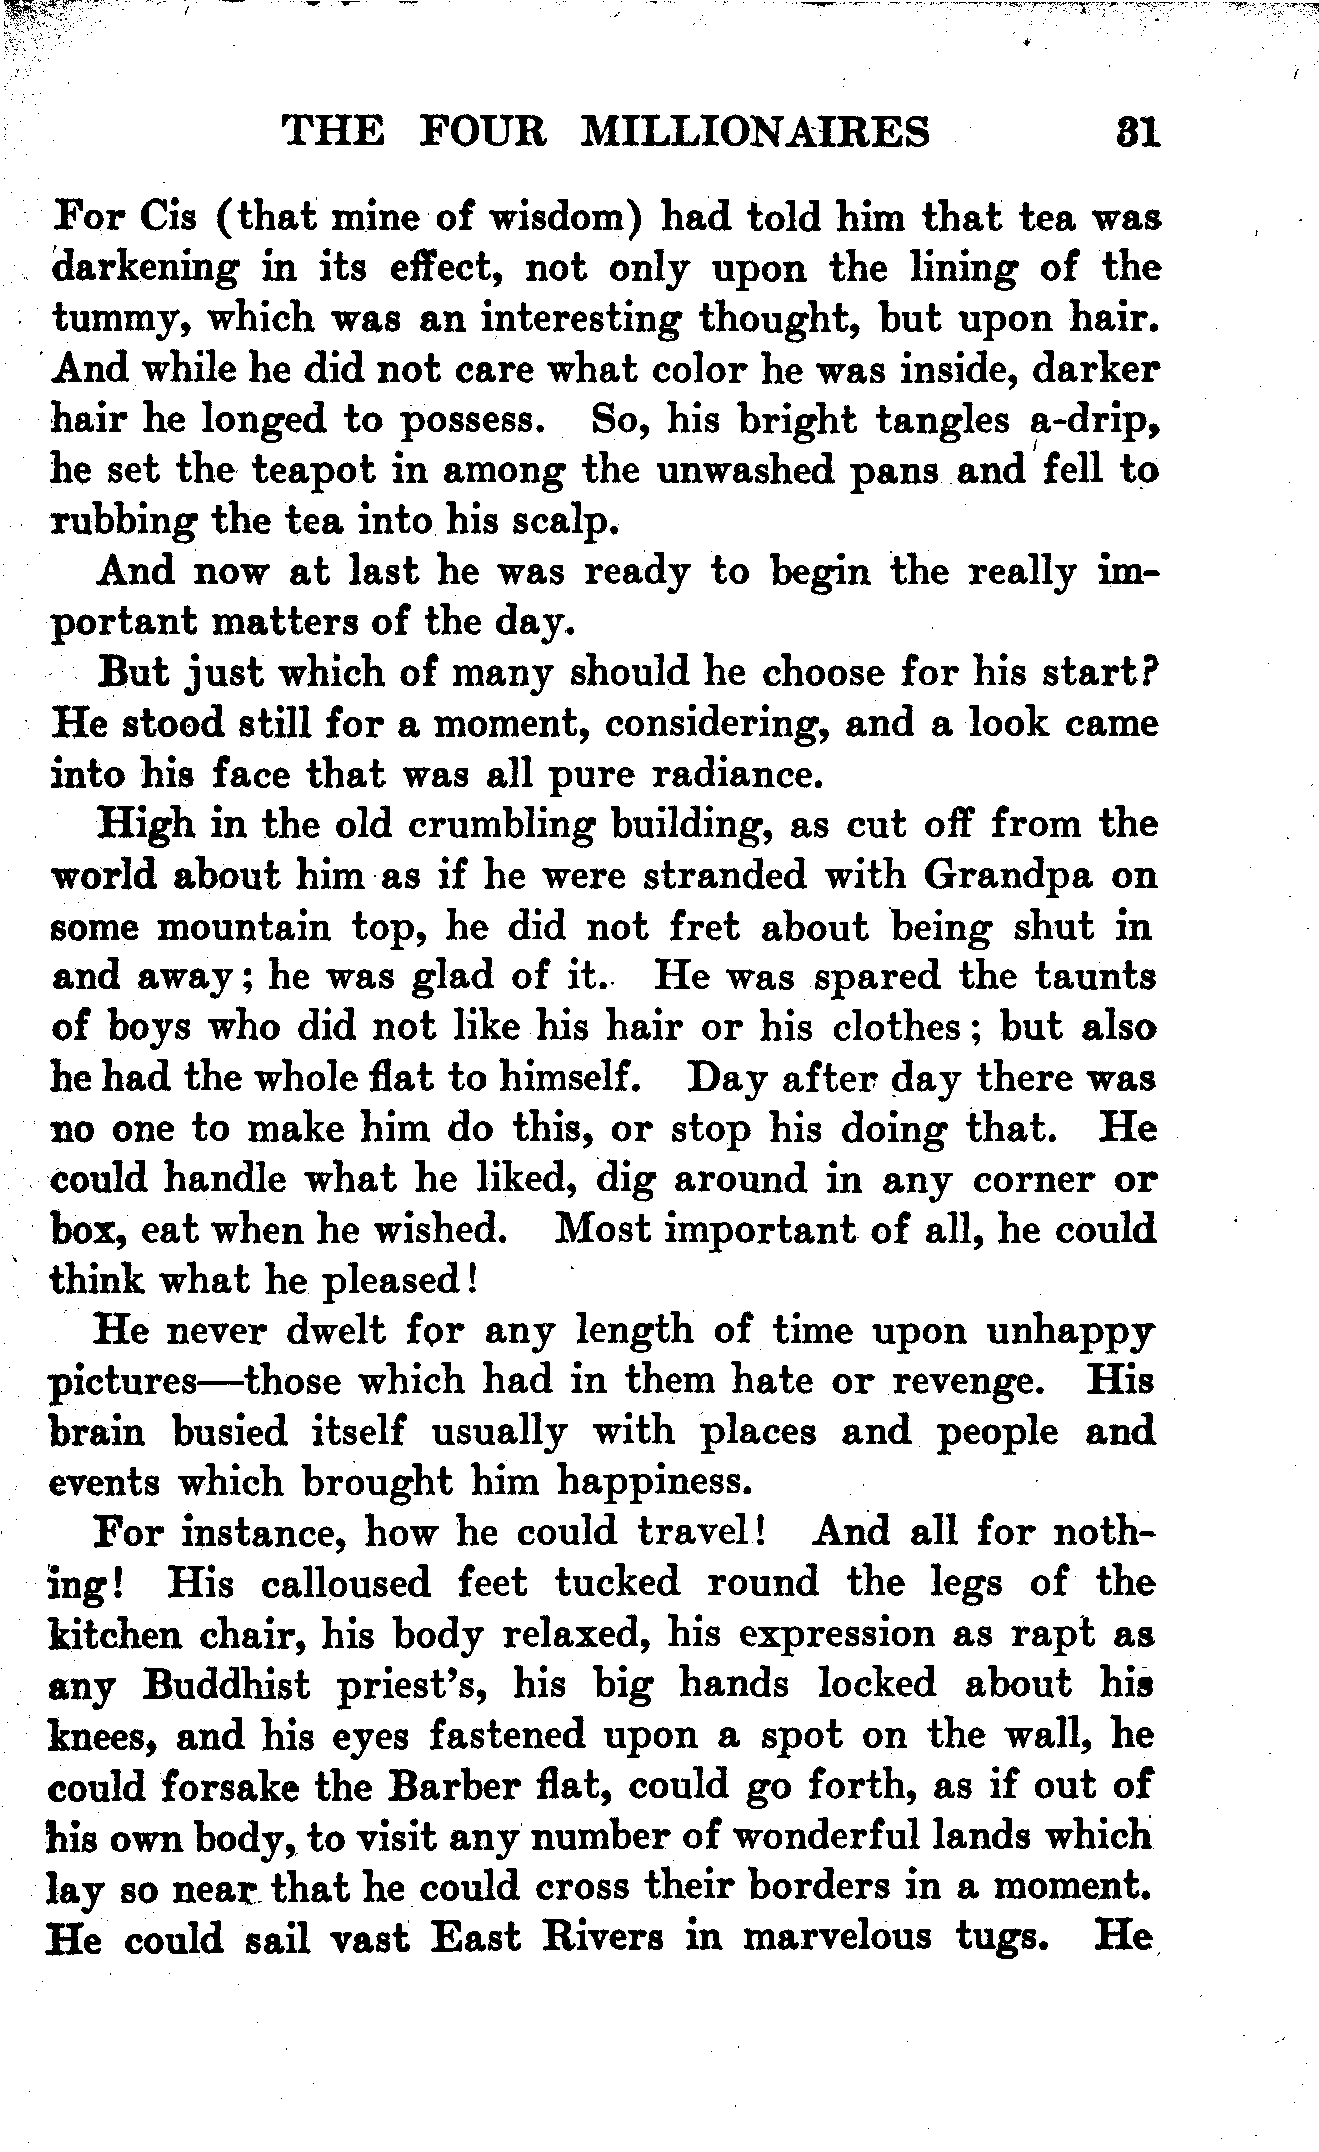 THE FOUR MILLIONAIRES 31
For Cis (that mine of wisdom) had told him that tea was
darkening in its effect, not only upon the lining of the
tummy, which was an interesting thought, but upon hair.
And while he did not care what color he was inside, darker
hair he longed to possess. So, his bright tangles a-drip,
he set the teapot in among the unwashed pans and fell to
rubbing the tea into his scalp.
And now at last he was ready to begin the really im-
portant matters of the day.
But just which of many should he choose for his start?
He stood still for a moment, considering, and a look came
into his face that was all pure radiance.
High in the old crumbling building, as cut off from the
world about him as if he were stranded with Grandpa on
some mountain top, he did not fret about being shut in
and away; he was glad of it. He was spared the taunts
of boys who did not like his hair or his clothes; but also
he had the whole flat to himself. Day after day there was
no one to make him do this, or stop his doing that. He
could handle what he liked, dig around in any corner or
box, eat when he wished. Most important of all, he could
think what he pleased!
He never dwelt for any length of time upon unhappy
pictures—those which had in them hate or revenge. His
brain busied itself usually with places and people and
events which brought him happiness.
For instance, how he could travel! And all for noth-
ing! His calloused feet tucked round the legs of the
kitchen chair, his body relaxed, his expression as rapt as
any Buddhist priest's, his big hands locked about his
knees, and his eyes fastened upon a spot on the wall, he
could forsake the Barber flat, could go forth, as if out of
his own body, to visit any number of wonderful lands which
lay so near that he could cross their borders in a moment.
He could sail vast East Rivers in marvelous tugs. He